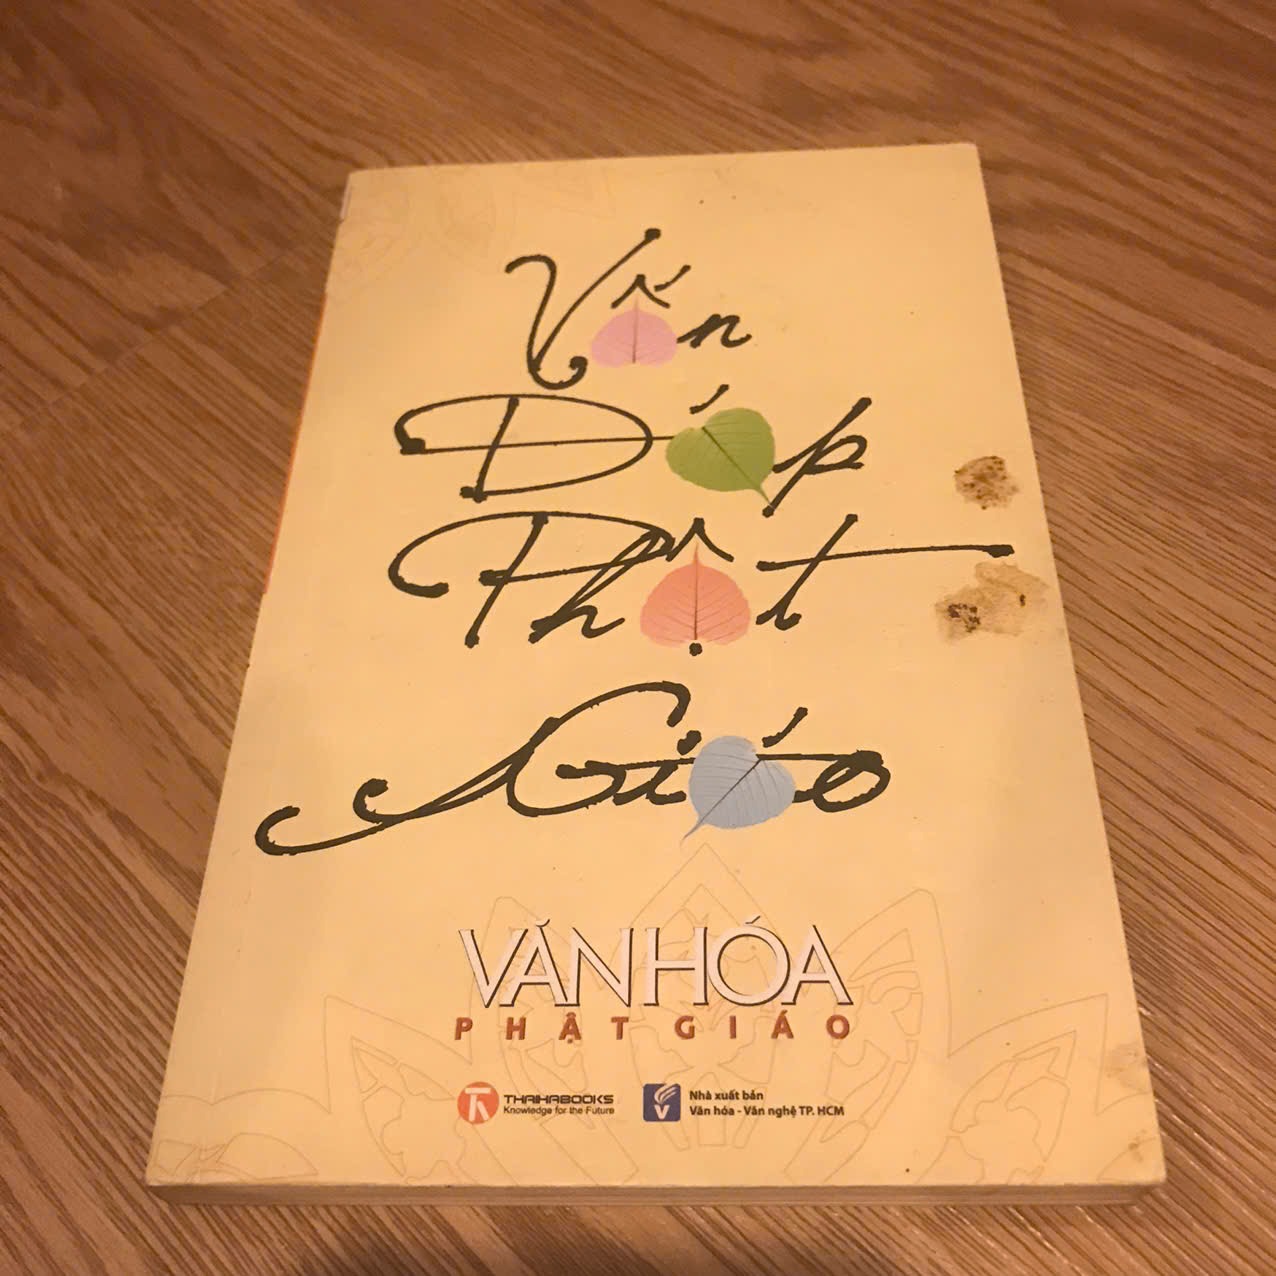 Vấn
Đáp
Phật
Giáo
VĂN HÓA
PHẬT GIÁO
THAIHABOOKS
Knowledge for the Future
Nhà xuất bản
Văn hóa - Văn nghệ TP. HCM